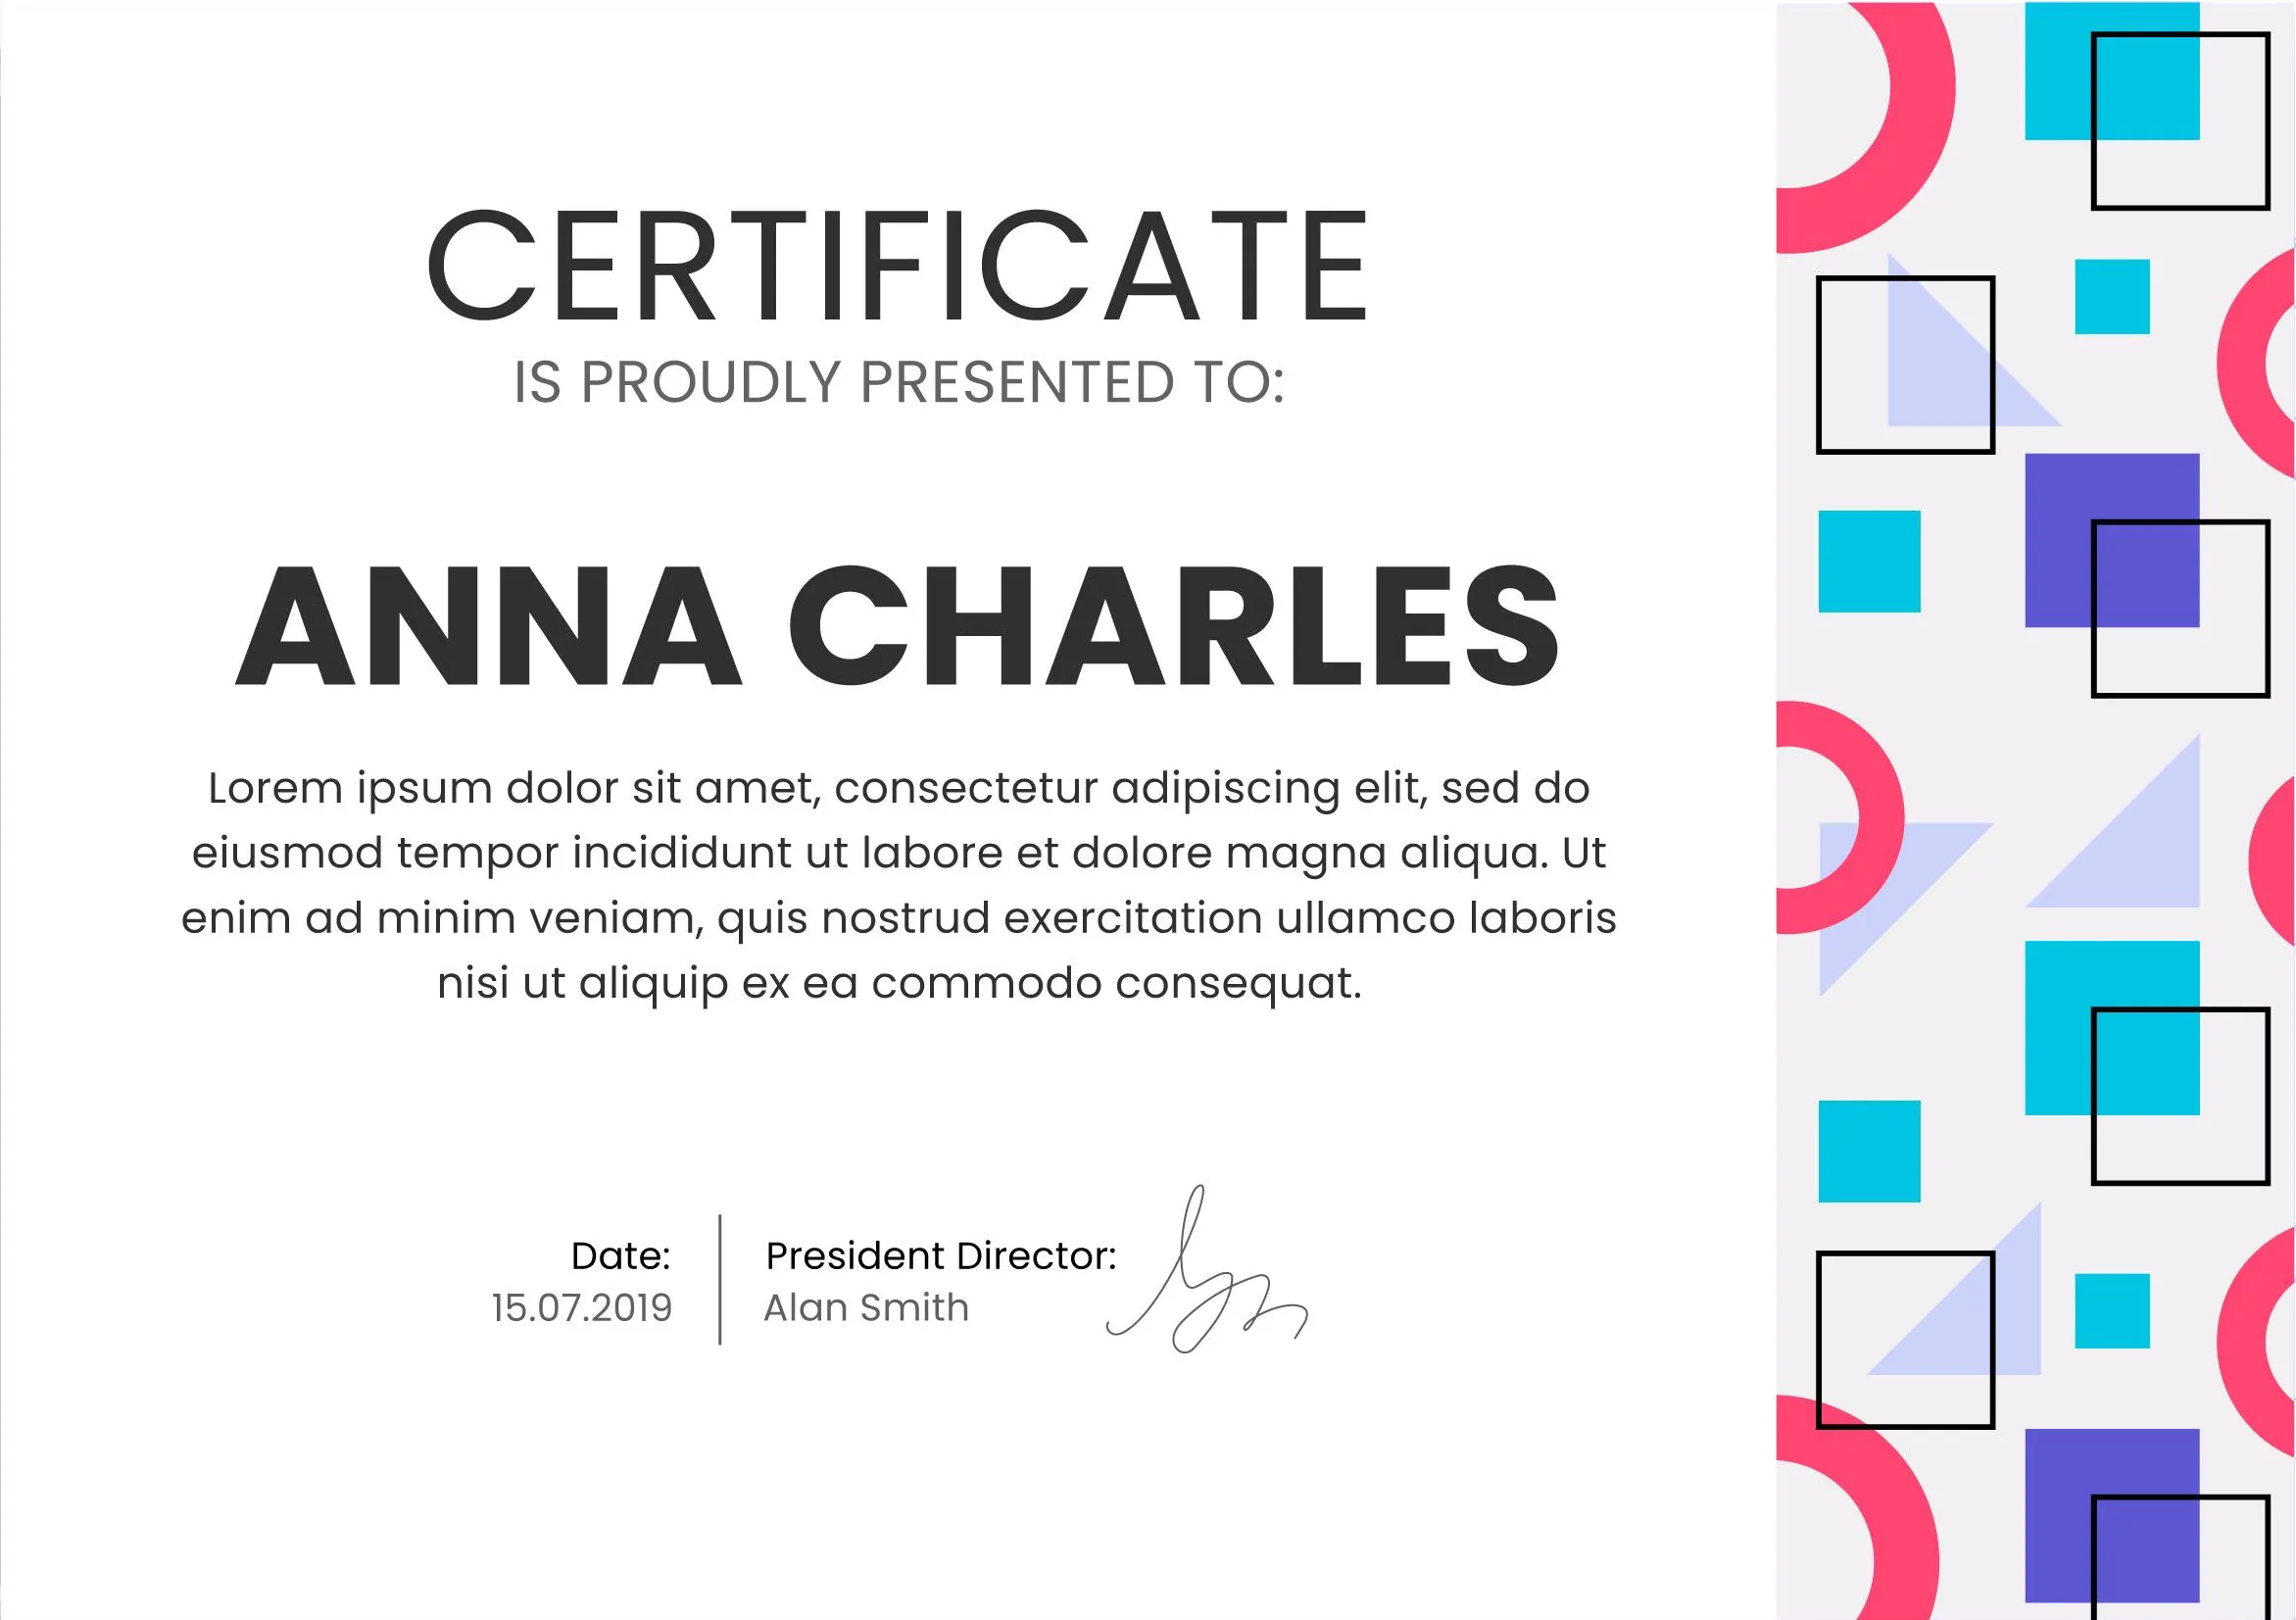 CERTIFICATE
IS PROUDLY PRESENTED TO:
ANNA CHARLES
Lorem ipsum dolor sit amet, consectetur adipiscing elit, sed do
eiusmod tempor incididunt ut labore et dolore magna aliqua. Ut
enim ad minim veniam, quis nostrud exercitation ullamco laboris
nisi ut aliquip ex ea commodo consequat.
Date:
15.07.2019
President Director:
Alan Smith